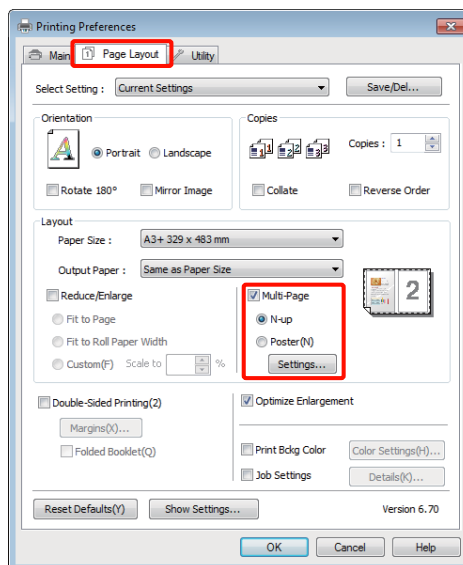 Printing Preferences
Main Page Layout Utility
Select Setting : Current Settings Save/Del...
Orientation Copies
Portrait Landscape Copies : 1
Rotate 180° Mirror Image Collate Reverse Order
Layout
Paper Size : A3+ 329 x 483 mm
Output Paper : Same as Paper Size
Reduce/Enlarge Multi-Page
Fit to Page N-up
Fit to Roll Paper Width Poster(N)
Custom(F) Scale to % Settings...
Double-Sided Printing(2) Optimize Enlargement
Margins(X)...
Folded Booklet(Q) Print Bckg Color Color Settings(H)...
Job Settings Details(K)...
Reset Defaults(Y) Show Settings... Version 6.70
OK Cancel Help